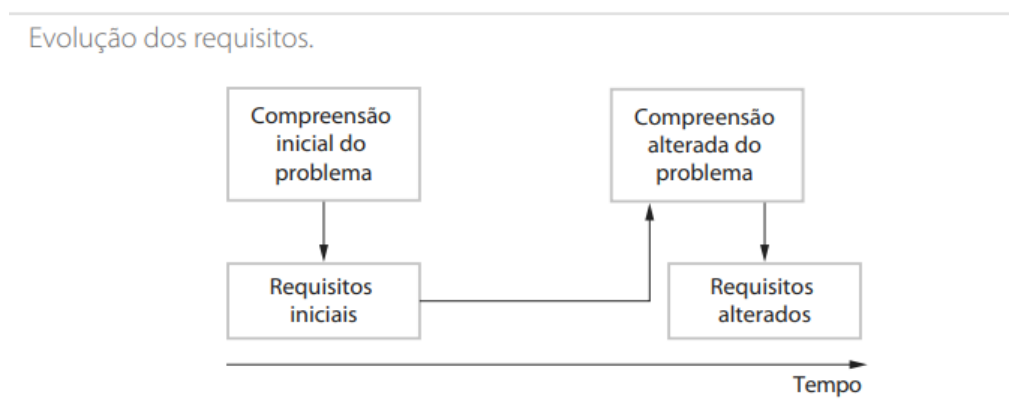 Evolução dos requisitos.
Compreensão
inicial do
problema
Compreensão
alterada do
problema
Requisitos
iniciais
Requisitos
alterados
Tempo